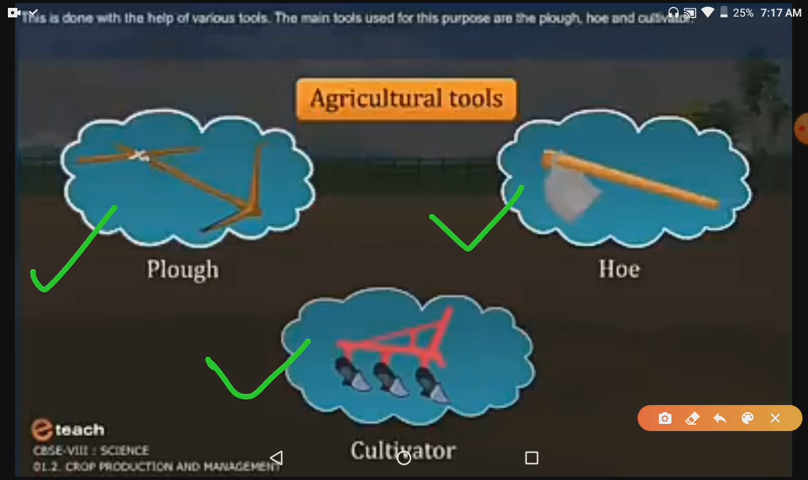 This is done with the help of various tools. The main tools used for this purpose are the plough, hoe and cultivator.
25% 7:17 AM
Agricultural tools
Plough
Hoe
Cultivator
eteach
CBSE-VIII : SCIENCE
01.2. CROP PRODUCTION AND MANAGEMENT